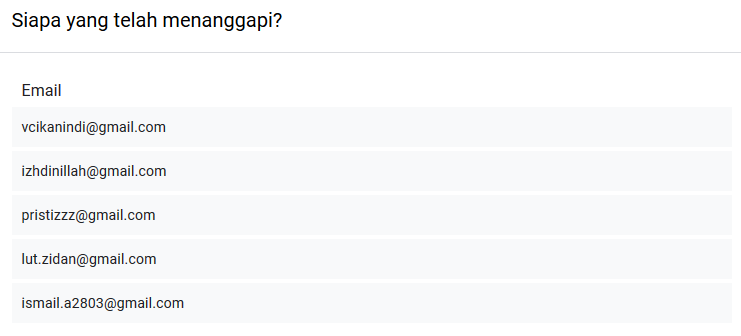 Siapa yang telah menanggapi?
Email
vcikanindi@gmail.com
izhdinillah@gmail.com
pristizzz@gmail.com
lut.zidan@gmail.com
ismail.a2803@gmail.com